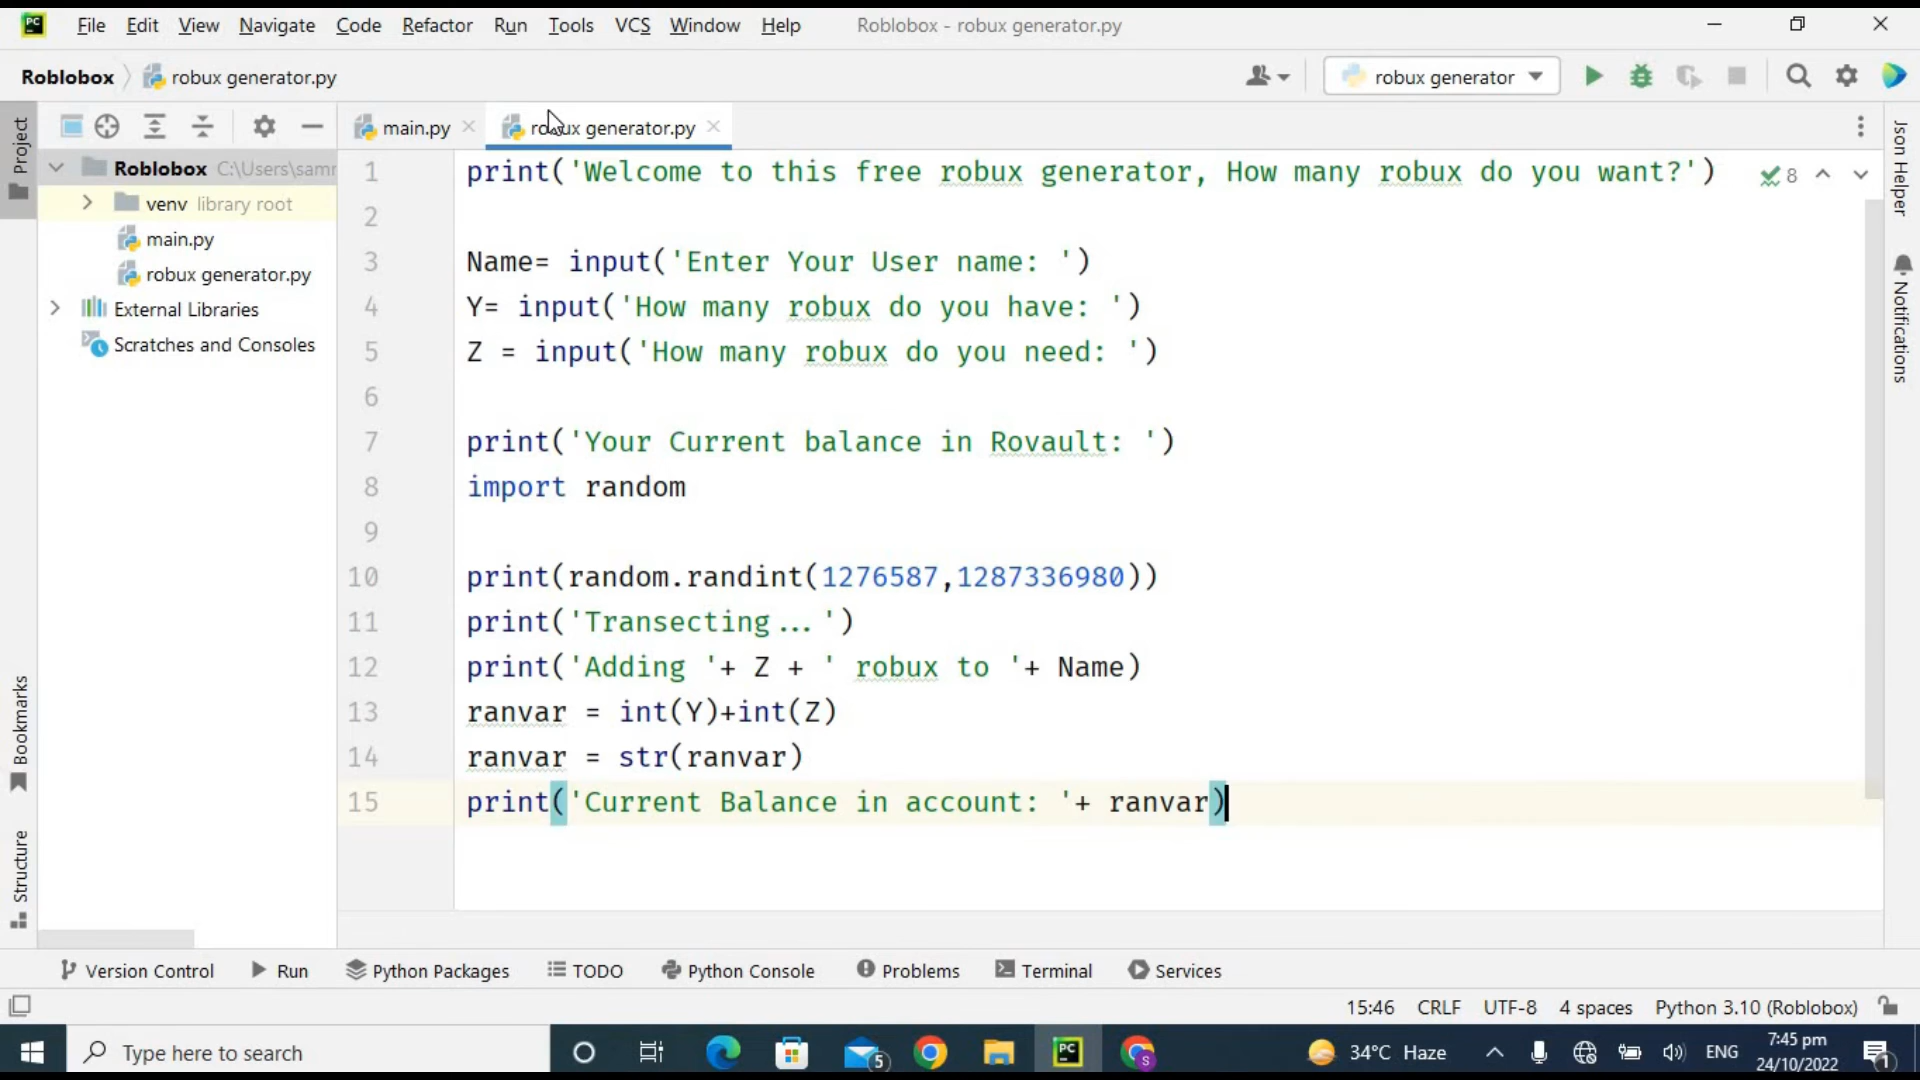 PC File Edit View Navigate Code Refactor Run Tools VCS Window Help Roblobox - robux generator.py
Roblobox robux generator.py robux generator
Project
main.py robux generator.py
Roblobox C:\Users\samr
venv library root
main.py
robux generator.py
External Libraries
Scratches and Consoles
1 print('Welcome to this free robux generator, How many robux do you want?') 8
2
3 Name= input('Enter Your User name: ')
4 Y= input('How many robux do you have: ')
5 Z = input('How many robux do you need: ')
6
7 print('Your Current balance in Rovault: ')
8 import random
9
10 print(random.randint(1276587,1287336980))
11 print('Transecting...')
12 print('Adding '+ Z + ' robux to '+ Name)
13 ranvar = int(Y)+int(Z)
14 ranvar = str(ranvar)
15 print('Current Balance in account: '+ ranvar)
Json Helper
Notifications
Bookmarks
Structure
Version Control Run Python Packages TODO Python Console Problems Terminal Services
15:46 CRLF UTF-8 4 spaces Python 3.10 (Roblobox)
Type here to search 5 PC S 34°C Haze ENG 7:45 pm 1
24/10/2022